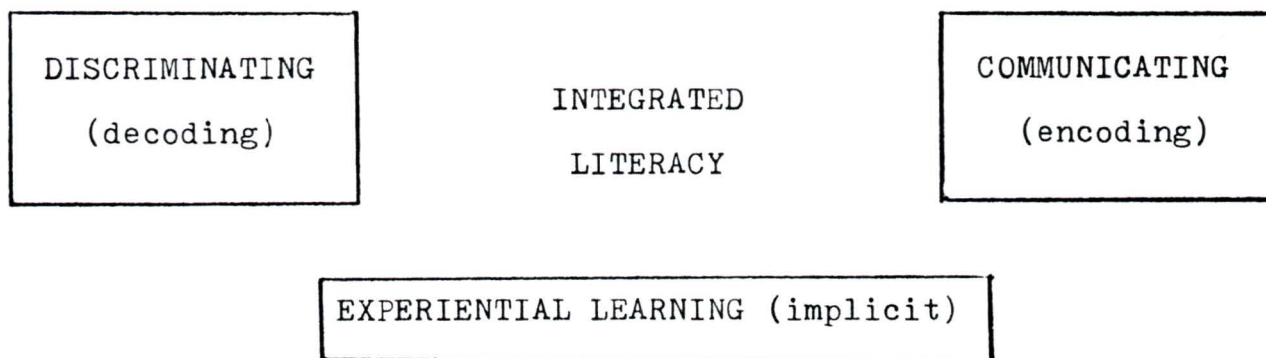 DISCRIMINATING
(decoding)
INTEGRATED
LITERACY
COMMUNICATING
(encoding)
EXPERIENTIAL LEARNING (implicit)